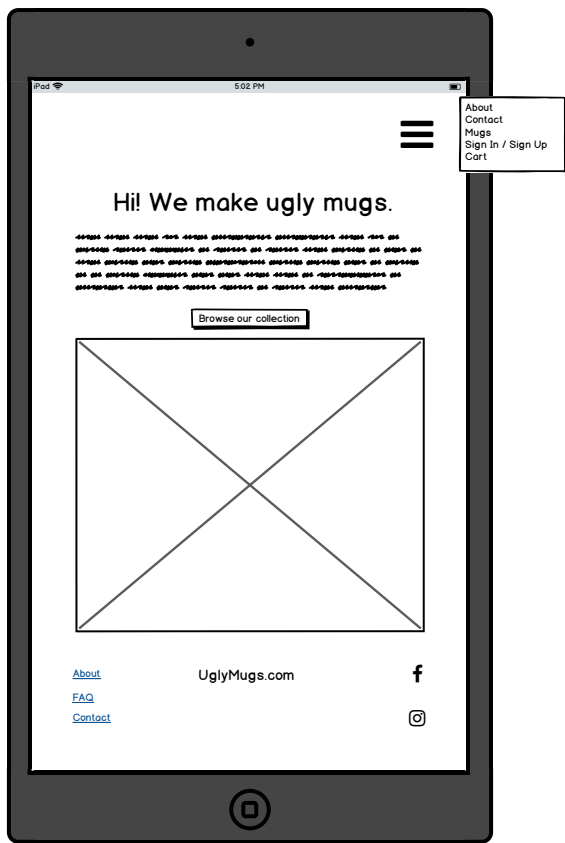 iPad 5:02 PM
About
Contact
Mugs
Sign In / Sign Up
Cart
Hi! We make ugly mugs.
Browse our collection
About
UglyMugs.com
FAQ
Contact